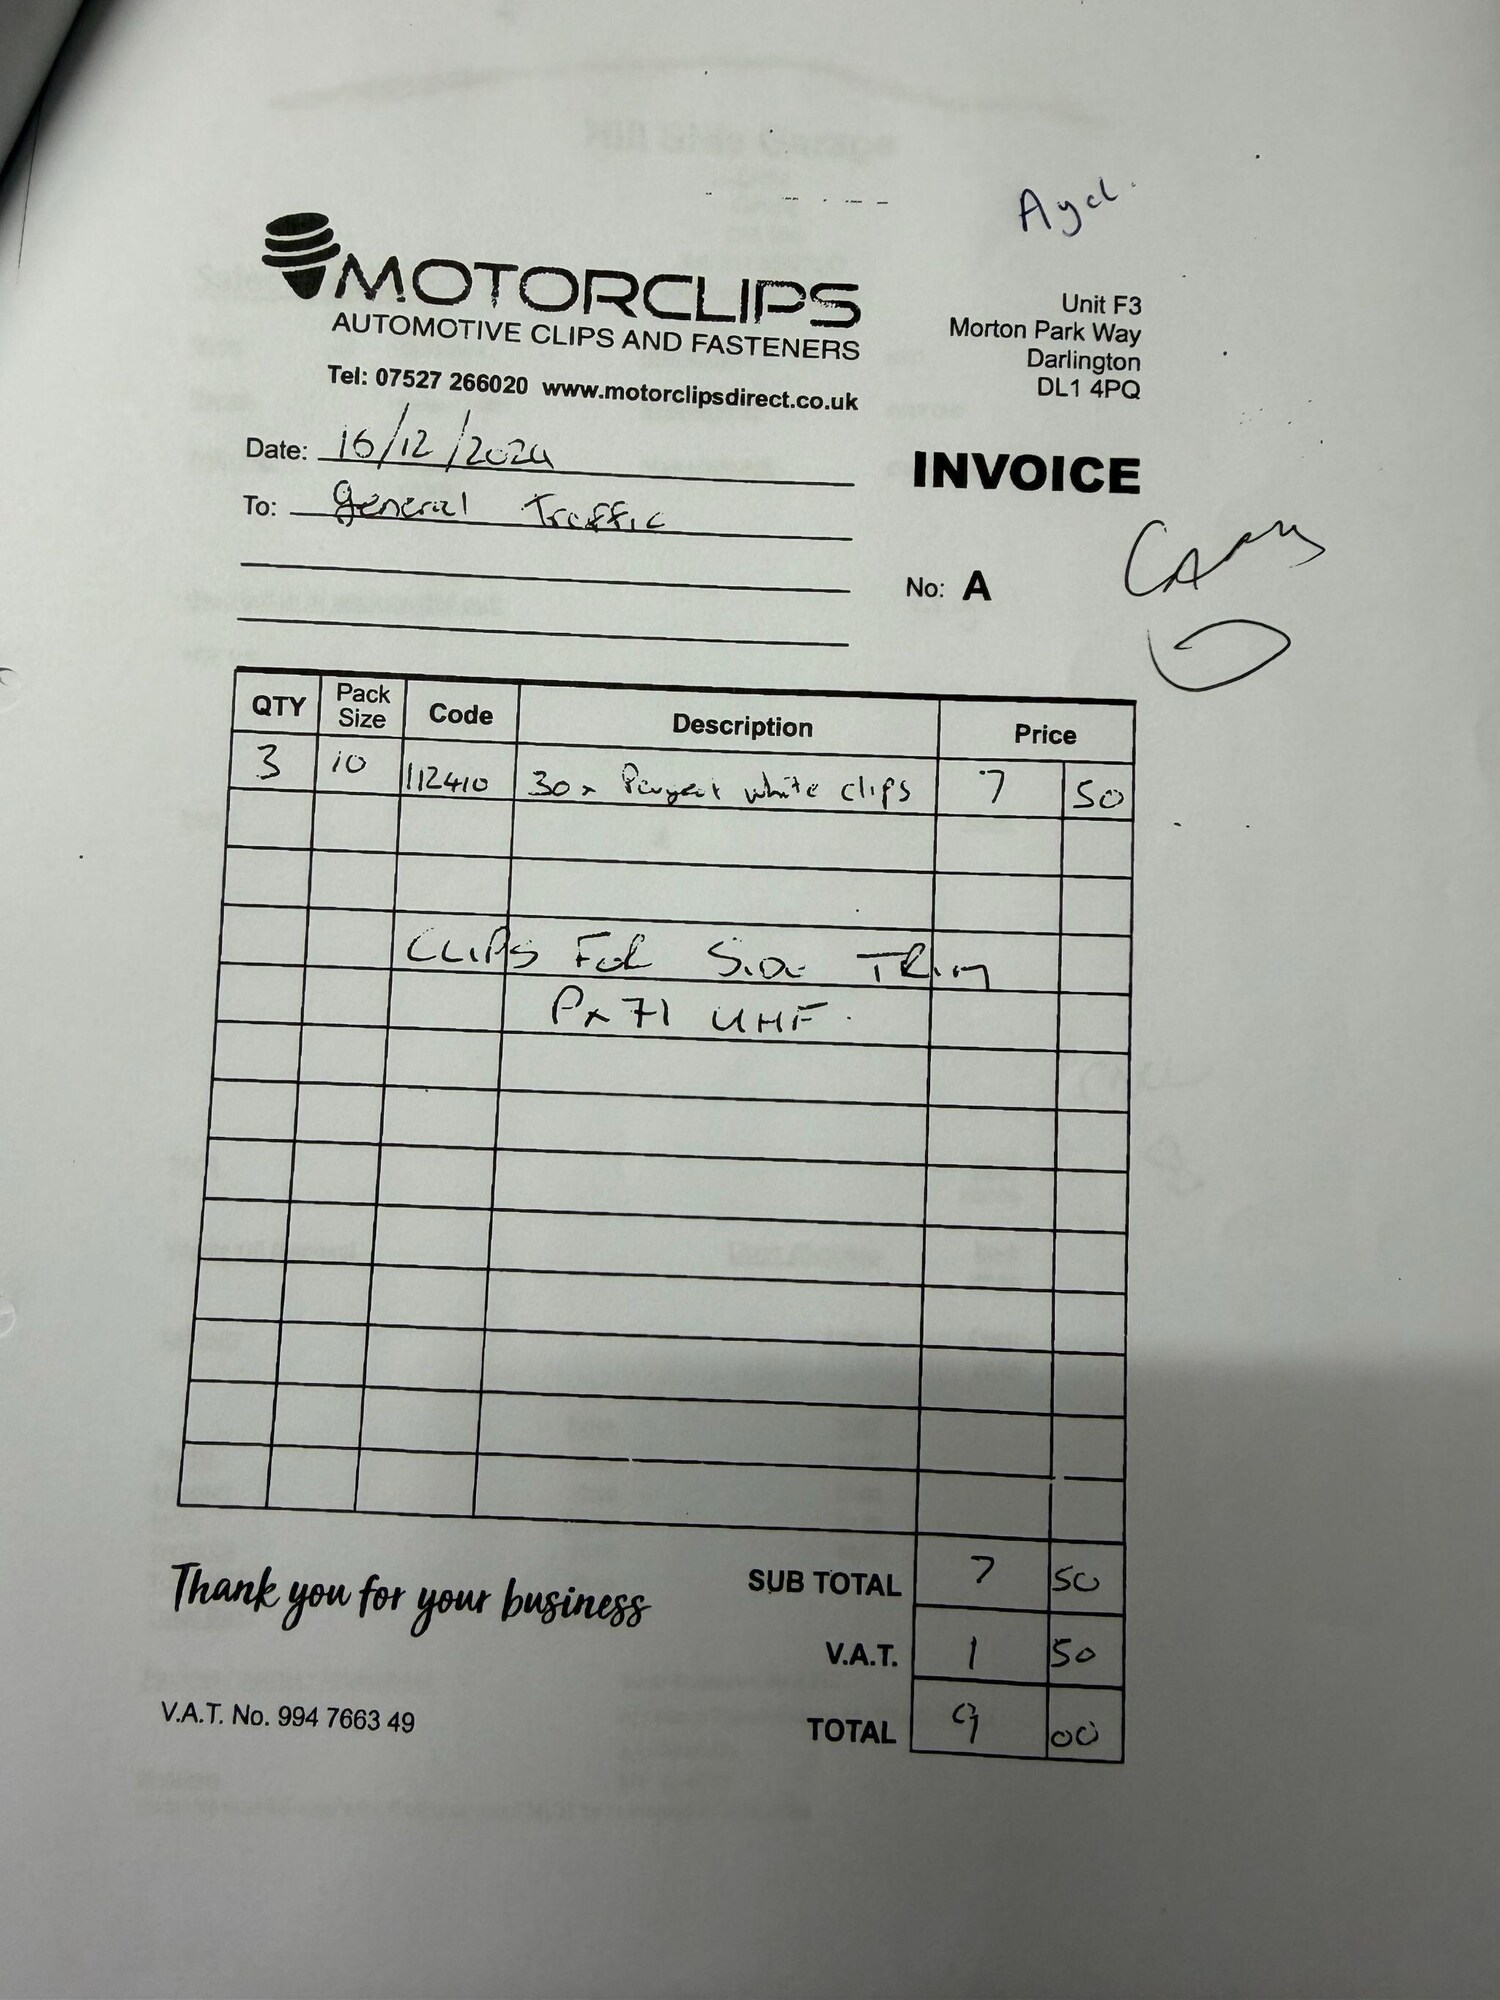 MOTORCLIPS
AUTOMOTIVE CLIPS AND FASTENERS
Tel: 07527 266020 www.motorclipsdirect.co.uk
Unit F3
Morton Park Way
Darlington
DL1 4PQ
Date: 16/12/2024
To: General Traffic
INVOICE
No: A
QTY Pack Size Code Description Price
3 10 112410 30x Peugeot white clips 7 50
CLIPS FOR SIDE TRIM
PX71 UHF.
Thank you for your business
SUB TOTAL 7 50
V.A.T. 1 50
V.A.T. No. 994 7663 49
TOTAL 9 00